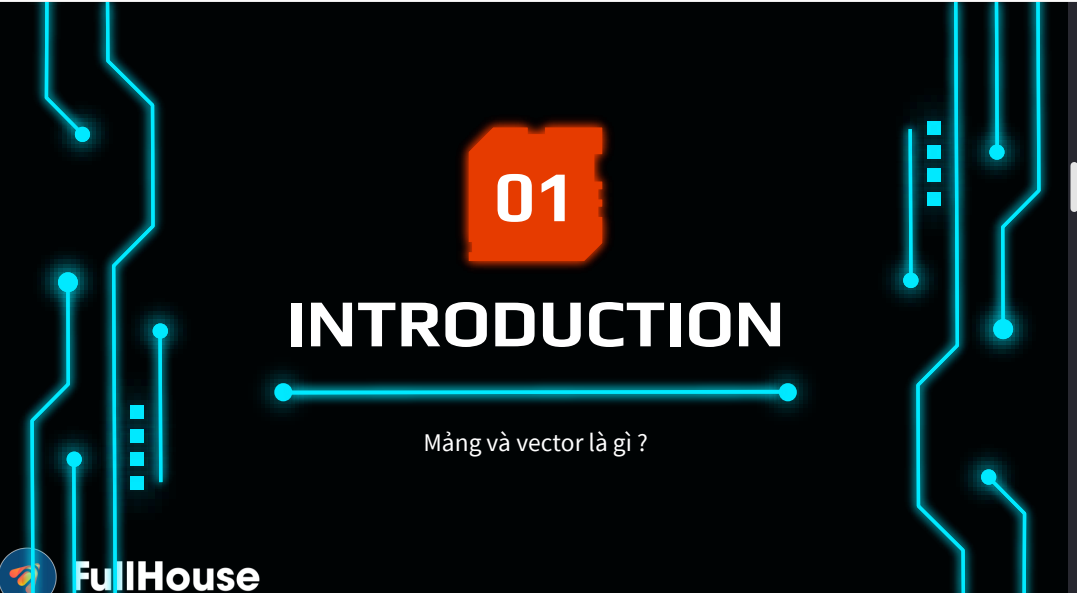 01
INTRODUCTION
Mảng và vector là gì ?
FullHouse